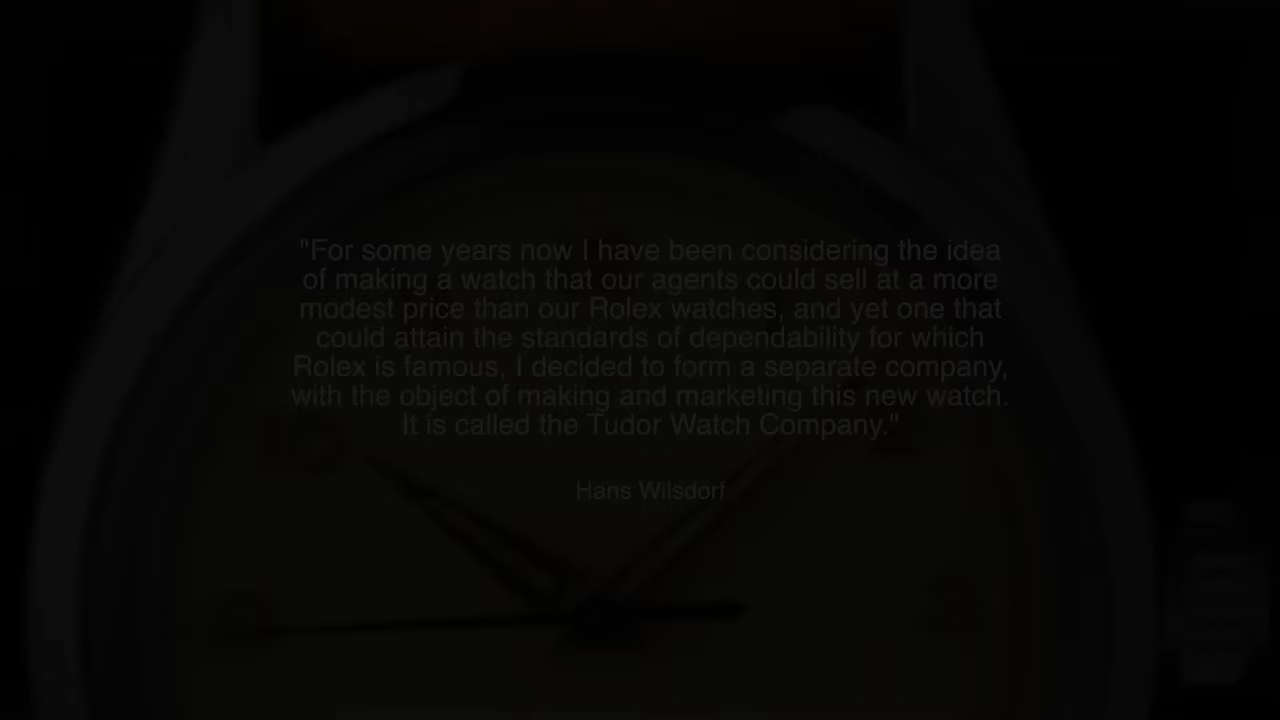 "For some years now I have been considering the idea
of making a watch that our agents could sell at a more
modest price than our Rolex watches, and yet one that
could attain the standards of dependability for which
Rolex is famous, I decided to form a separate company,
with the object of making and marketing this new watch.
It is called the Tudor Watch Company."
Hans Wilsdorf